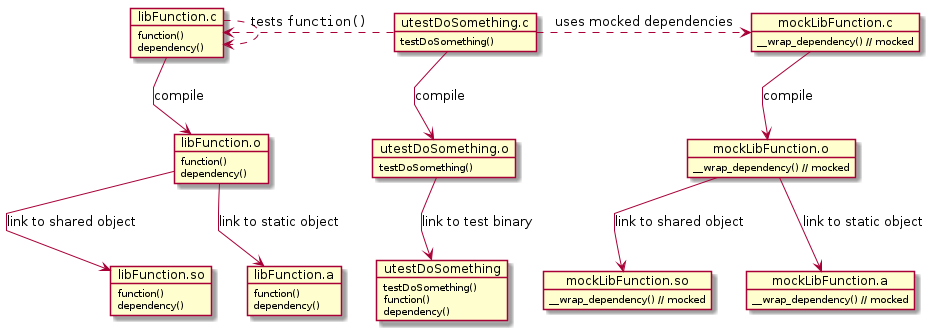 libFunction.c
function()
dependency()
tests function()
utestDoSomething.c
testDoSomething()
uses mocked dependencies
mockLibFunction.c
__wrap_dependency() // mocked
compile
compile
compile
libFunction.o
function()
dependency()
utestDoSomething.o
testDoSomething()
mockLibFunction.o
__wrap_dependency() // mocked
link to shared object
link to static object
link to test binary
link to shared object
link to static object
libFunction.so
function()
dependency()
libFunction.a
function()
dependency()
utestDoSomething
testDoSomething()
function()
dependency()
mockLibFunction.so
__wrap_dependency() // mocked
mockLibFunction.a
__wrap_dependency() // mocked